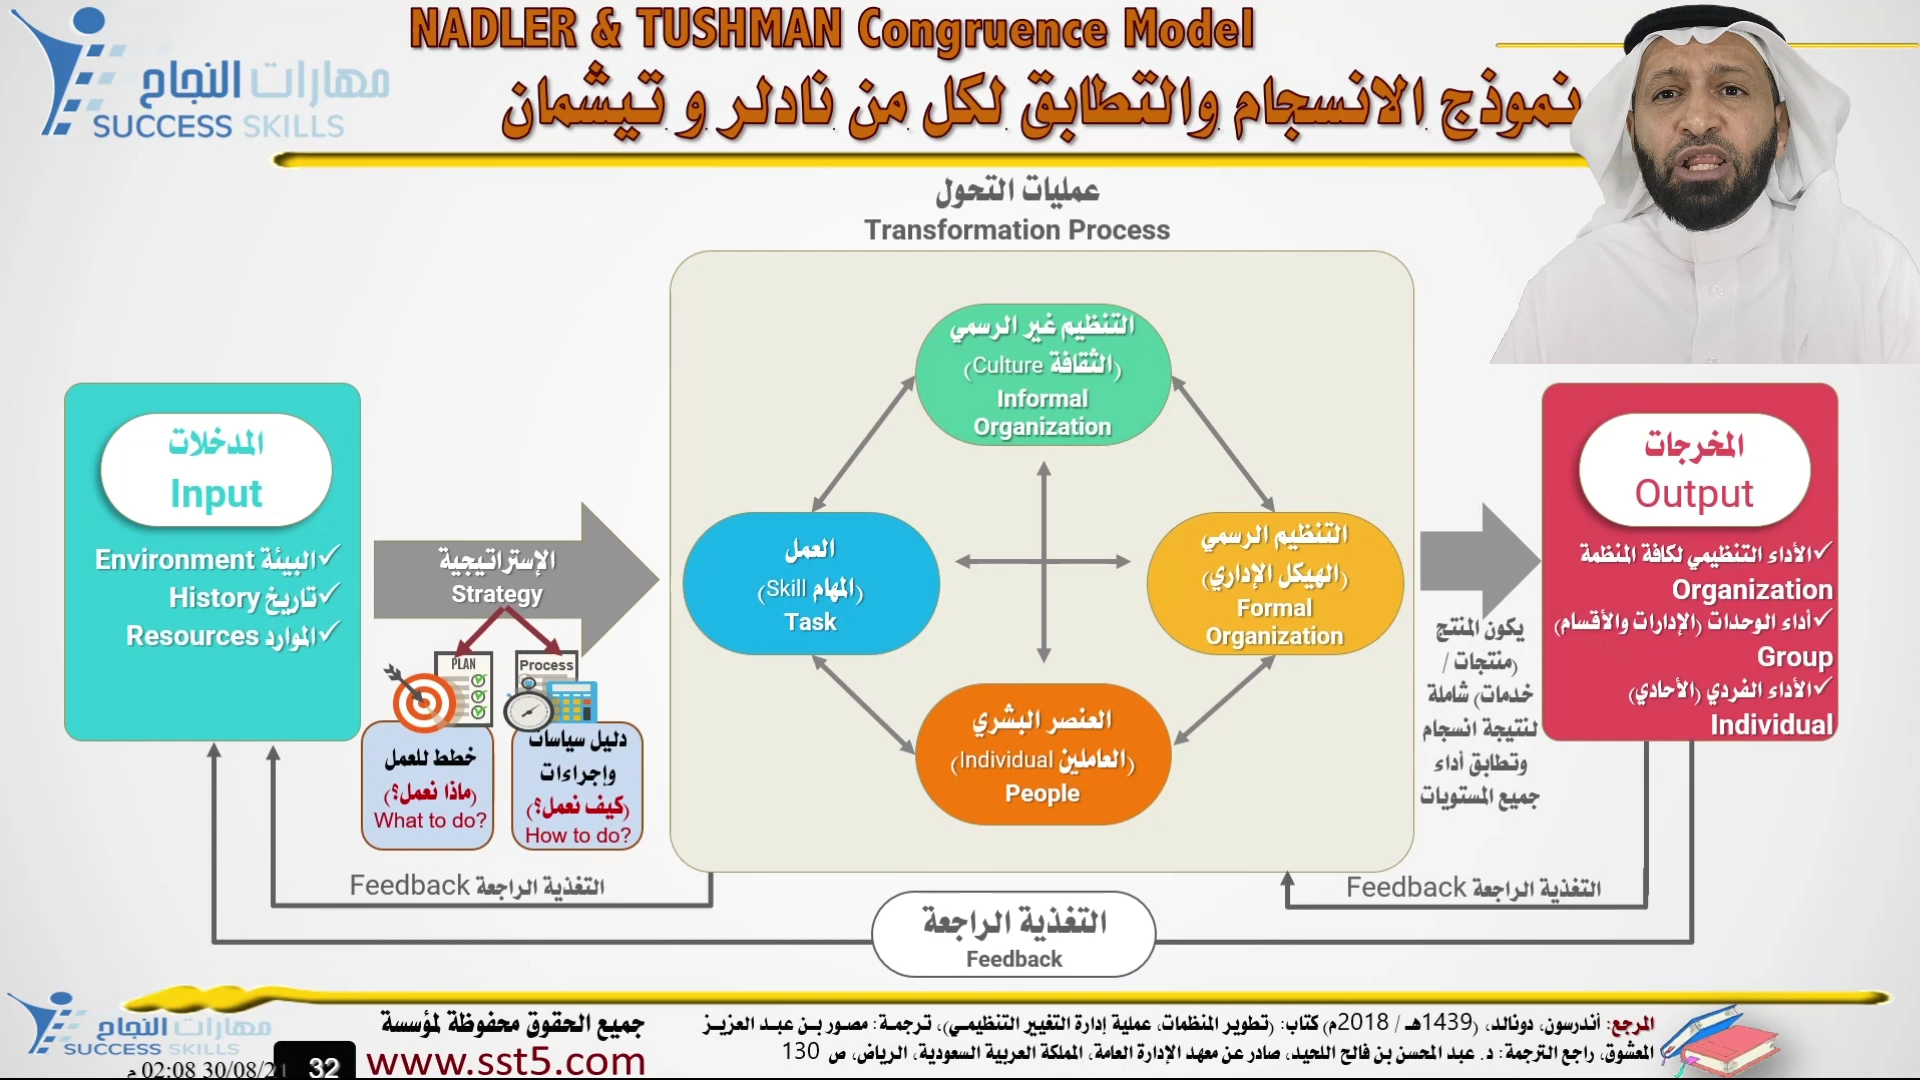 مهارات النجاح
SUCCESS SKILLS
NADLER & TUSHMAN Congruence Model
نموذج الانسجام والتطابق لكل من نادلر و تيشمان
عمليات التحول
Transformation Process
المدخلات
Input
✓البيئة Environment
✓تاريخ History
✓الموارد Resources
الإستراتيجية
Strategy
PLAN
Process
خطط للعمل
(ماذا نعمل؟)
What to do?
دليل سياسات
وإجراءات
(كيف نعمل؟)
How to do?
التنظيم غير الرسمي
(الثقافة Culture)
Informal
Organization
العمل
(المهام Skill)
Task
التنظيم الرسمي
(الهيكل الإداري)
Formal
Organization
العنصر البشري
(العاملين Individual)
People
يكون المنتج
(منتجات /
خدمات) شاملة
لنتيجة انسجام
وتطابق أداء
جميع المستويات
المخرجات
Output
✓الأداء التنظيمي لكافة المنظمة
Organization
✓أداء الوحدات (الإدارات والأقسام)
Group
✓الأداء الفردي (الأحادي)
Individual
التغذية الراجعة Feedback
التغذية الراجعة Feedback
التغذية الراجعة
Feedback
المرجع: أندرسون، دونالد، (1439هـ / 2018م) كتاب: (تطوير المنظمات، عملية إدارة التغيير التنظيمي)، ترجمة: مصور بن عبد العزيز
المعشوق، راجع الترجمة: د. عبد المحسن بن فالح اللحيد، صادر عن معهد الإدارة العامة، المملكة العربية السعودية، الرياض، ص 130
جميع الحقوق محفوظة لمؤسسة
www.sst5.com
مهارات النجاح
SUCCESS SKILLS
32
02:08 م